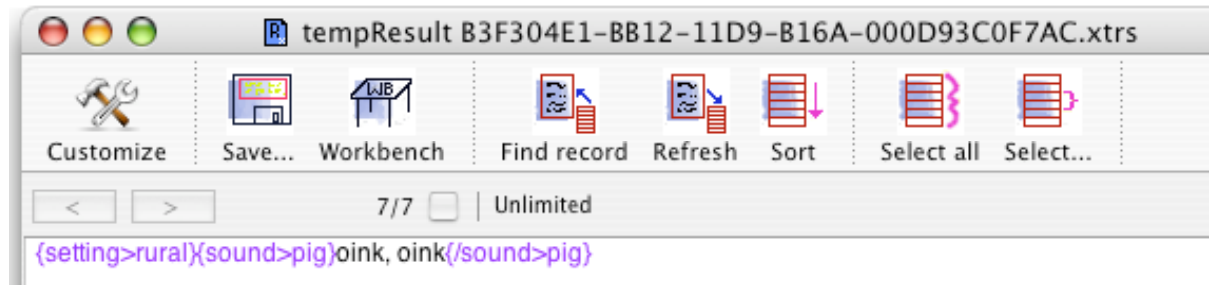 tempResult B3F304E1-BB12-11D9-B16A-000D93C0F7AC.xtrs
WB
Customize Save... Workbench Find record Refresh Sort Select all Select...
< > 7/7 Unlimited
{setting>rural}{sound>pig}oink, oink{/sound>pig}